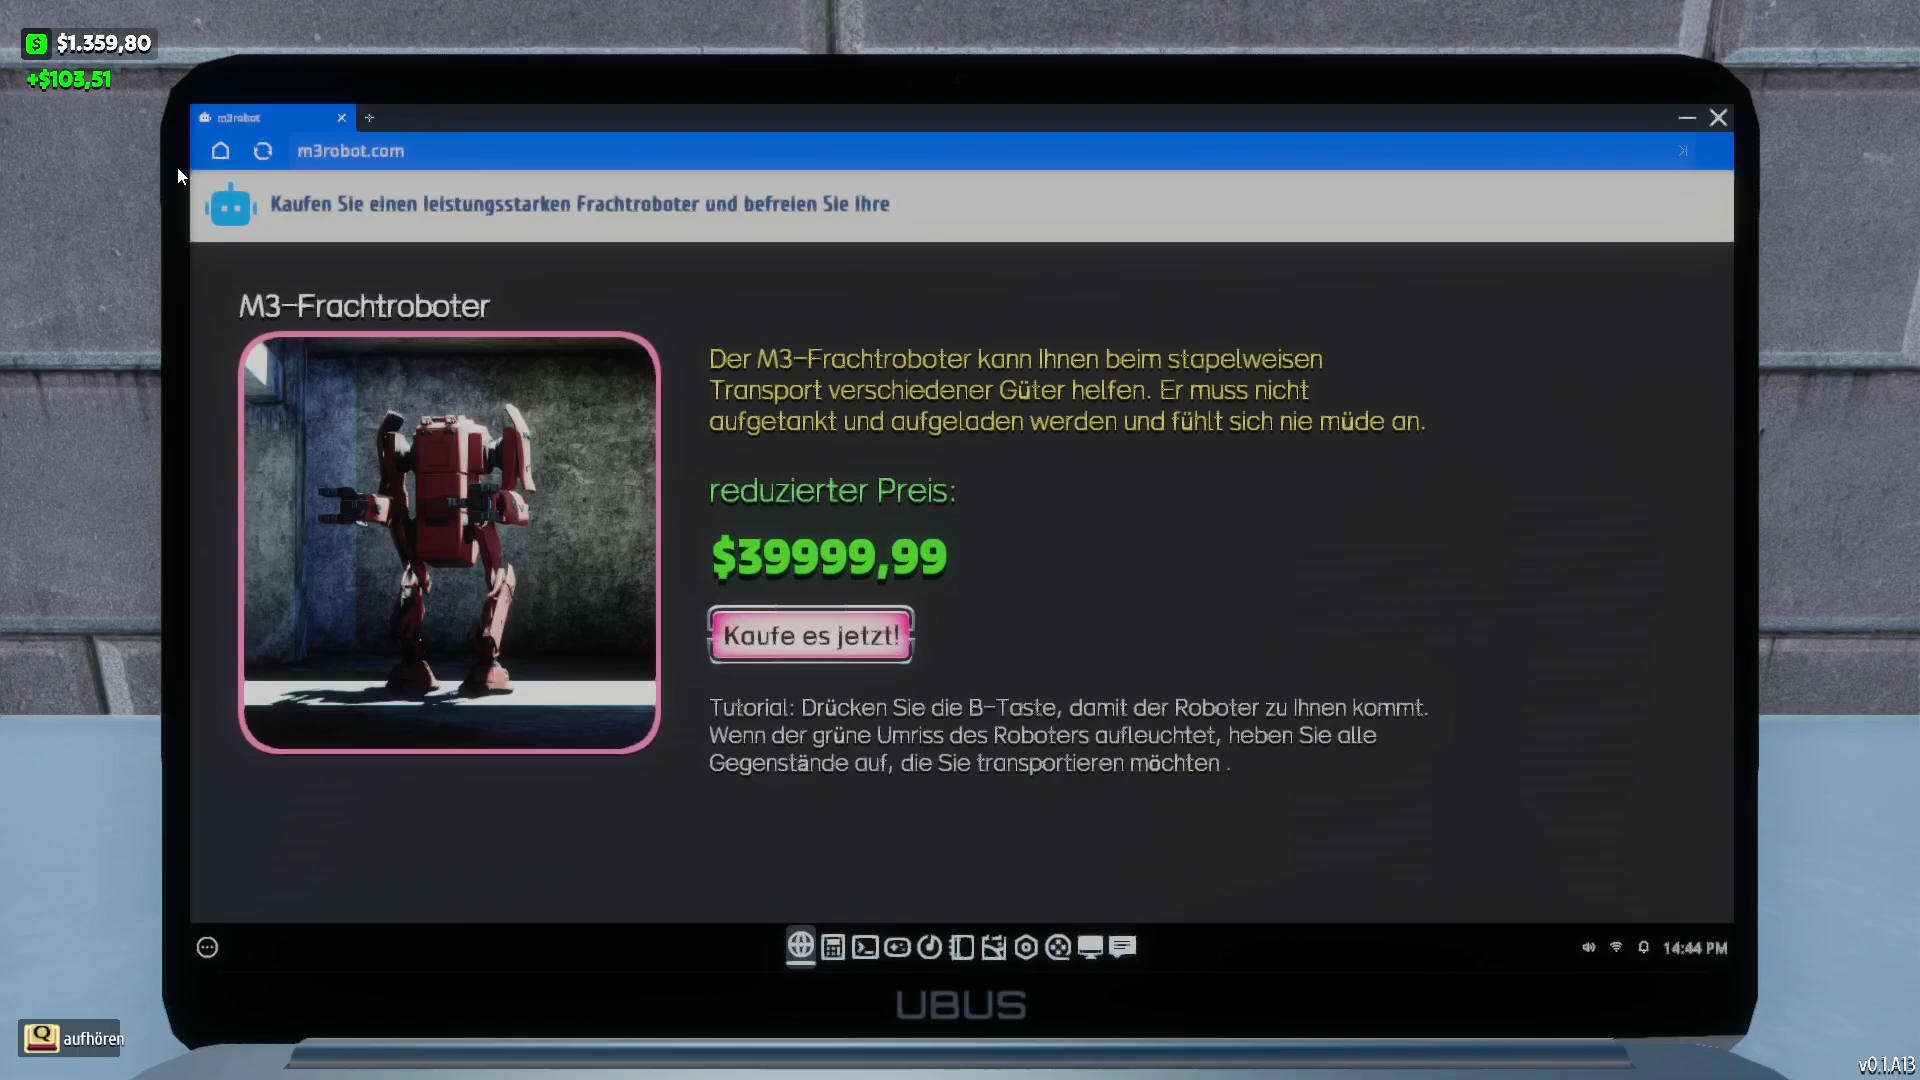 $1.359,80
+$103,51
m3robot
m3robot.com
Kaufen Sie einen leistungsstarken Frachtroboter und befreien Sie Ihre
M3-Frachtroboter
Der M3-Frachtroboter kann Ihnen beim stapelweisen
Transport verschiedener Güter helfen. Er muss nicht
aufgetankt und aufgeladen werden und fühlt sich nie müde an.
reduzierter Preis:
$39999,99
Kaufe es jetzt!
Tutorial: Drücken Sie die B-Taste, damit der Roboter zu Ihnen kommt.
Wenn der grüne Umriss des Roboters aufleuchtet, heben Sie alle
Gegenstände auf, die Sie transportieren möchten .
14:44 PM
UBUS
Q aufhören
v0.1.A13